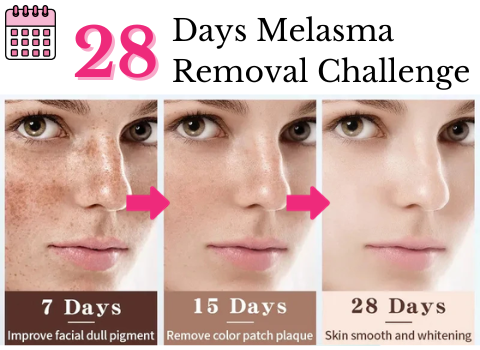 28
Days Melasma
Removal Challenge
7 Days
Improve facial dull pigment
15 Days
Remove color patch plaque
28 Days
Skin smooth and whitening